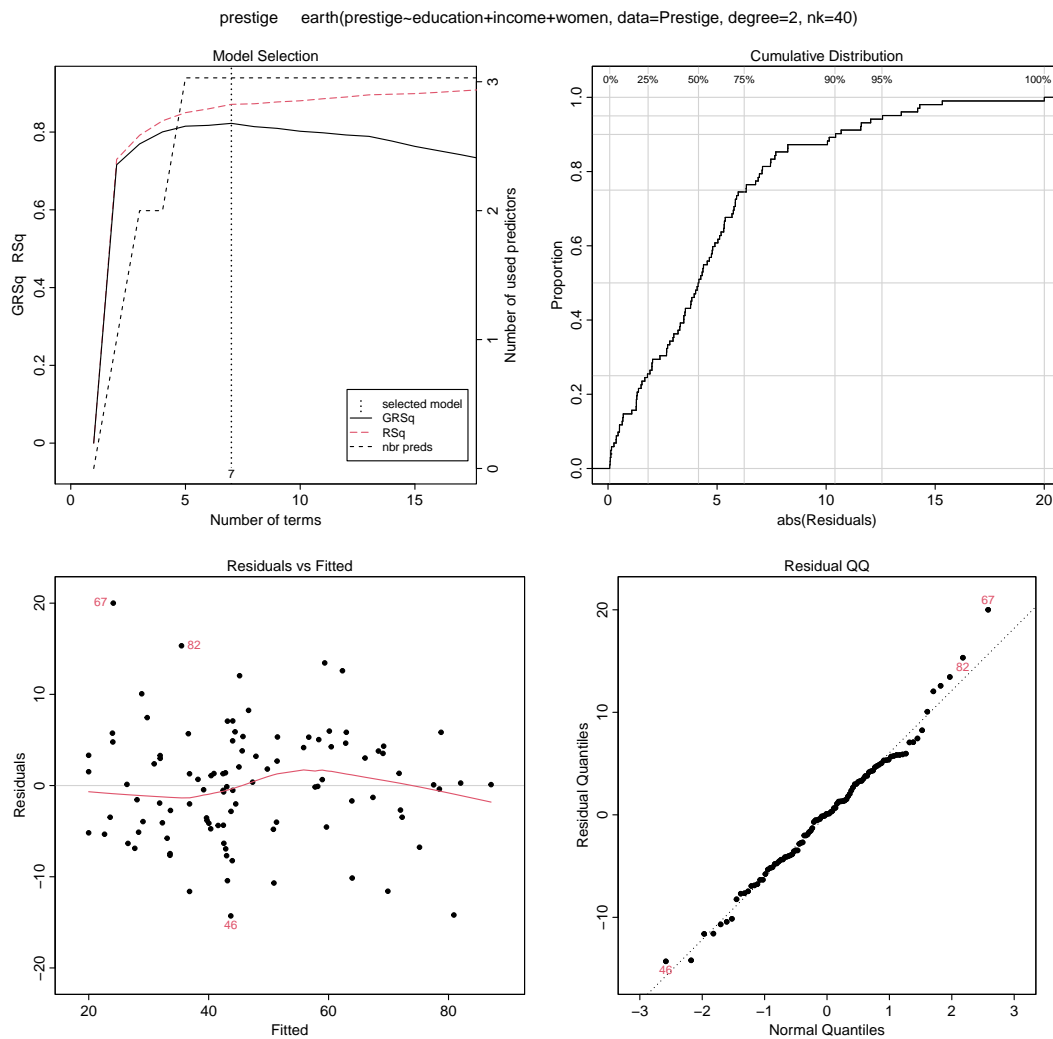 prestige earth(prestige~education+income+women, data=Prestige, degree=2, nk=40)
Model Selection
GRSq RSq
0 0.2 0.4 0.6 0.8
0 1 2 3
Number of used predictors
selected model
GRSq
RSq
nbr preds
7
0 5 10 15
Number of terms
Cumulative Distribution
0% 25% 50% 75% 90% 95% 100%
Proportion
0.0 0.2 0.4 0.6 0.8 1.0
0 5 10 15 20
abs(Residuals)
Residuals vs Fitted
Residuals
−20 −10 0 10 20
67
82
46
20 40 60 80
Fitted
Residual QQ
Residual Quantiles
−10 0 10 20
67
82
46
−3 −2 −1 0 1 2 3
Normal Quantiles